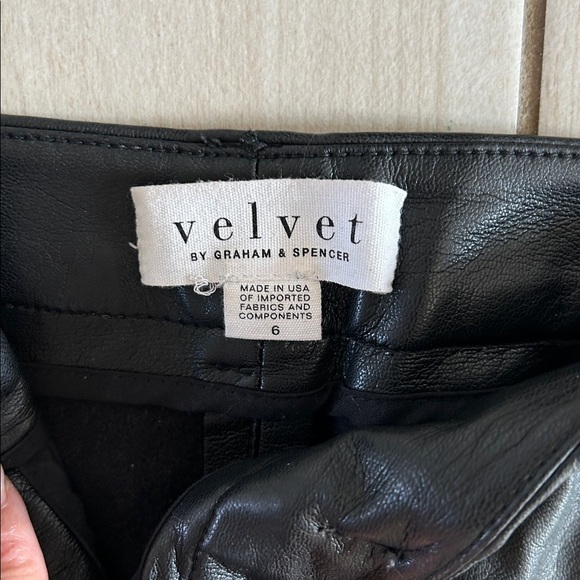 velvet
BY GRAHAM & SPENCER
MADE IN USA
OF IMPORTED
FABRICS AND
COMPONENTS
6